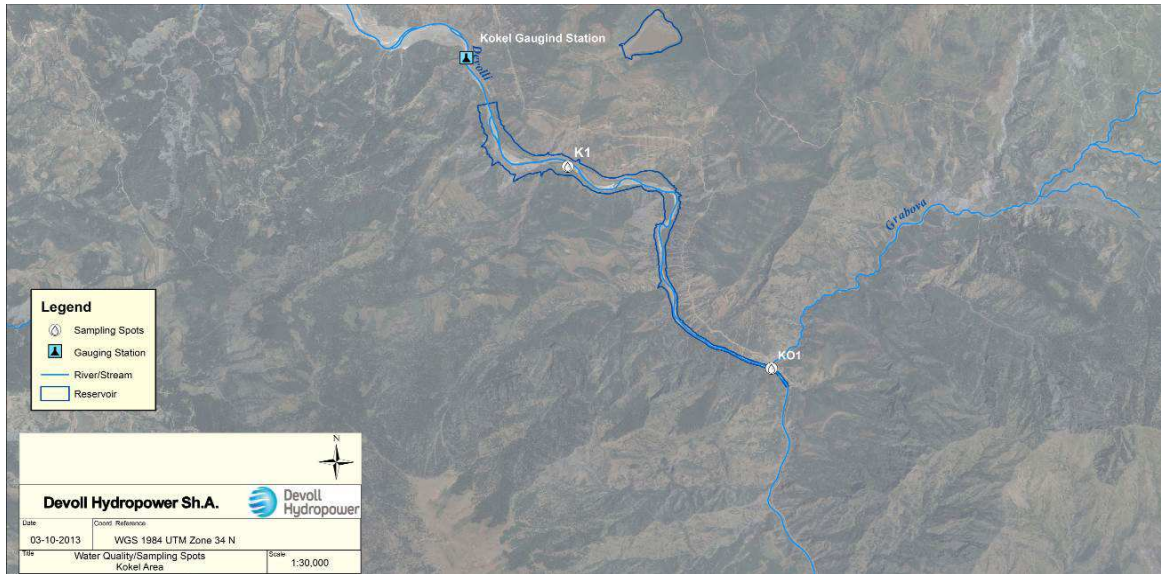 Kokel Gaugind Station
Devolli
K1
Grabova
KO1
Legend
Sampling Spots
Gauging Station
River/Stream
Reservoir
N
Devoll Hydropower Sh.A.
Devoll
Hydropower
Date
Coord. Reference
03-10-2013
WGS 1984 UTM Zone 34 N
Title
Water Quality/Sampling Spots
Kokel Area
Scale
1:30,000